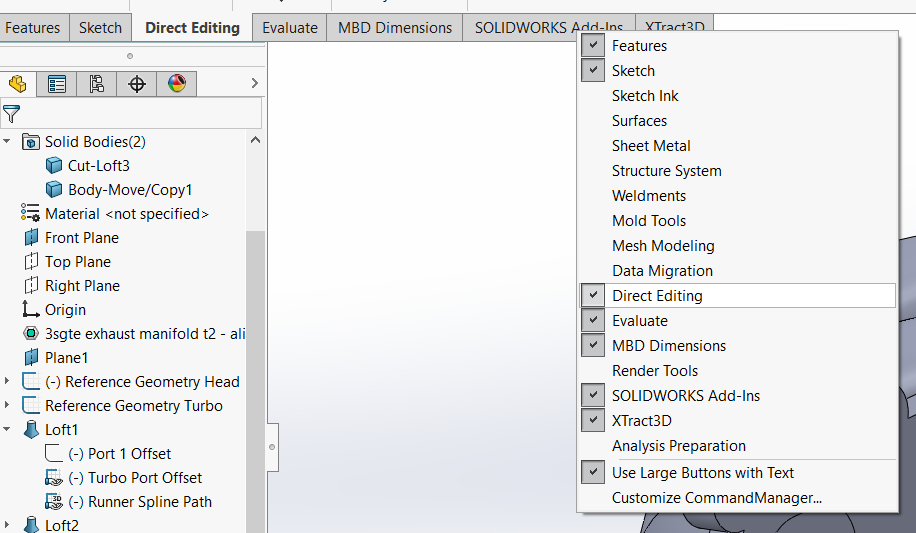 Features
Sketch
Direct Editing
Evaluate
MBD Dimensions
SOLIDWORKS Add-Ins
XTract3D
Solid Bodies(2)
Cut-Loft3
Body-Move/Copy1
Material <not specified>
Front Plane
Top Plane
Right Plane
Origin
3sgte exhaust manifold t2 - ali
Plane1
(-) Reference Geometry Head
Reference Geometry Turbo
Loft1
(-) Port 1 Offset
(-) Turbo Port Offset
3D
(-) Runner Spline Path
Loft2
Features
Sketch
Sketch Ink
Surfaces
Sheet Metal
Structure System
Weldments
Mold Tools
Mesh Modeling
Data Migration
Direct Editing
Evaluate
MBD Dimensions
Render Tools
SOLIDWORKS Add-Ins
XTract3D
Analysis Preparation
Use Large Buttons with Text
Customize CommandManager...